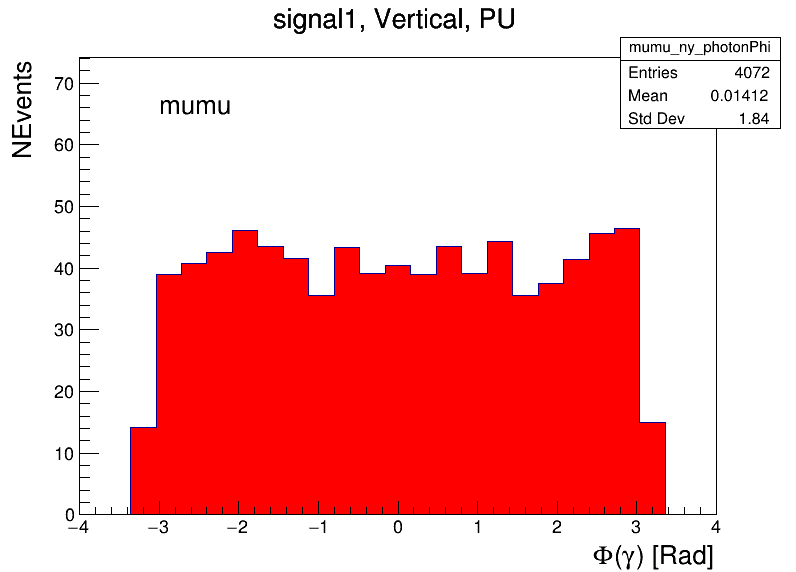 signal1, Vertical, PU
mumu_ny_photonPhi
Entries 4072
Mean 0.01412
Std Dev 1.84
NEvents
mumu
70
60
50
40
30
20
10
0
−4 −3 −2 −1 0 1 2 3 4
Φ(γ) [Rad]